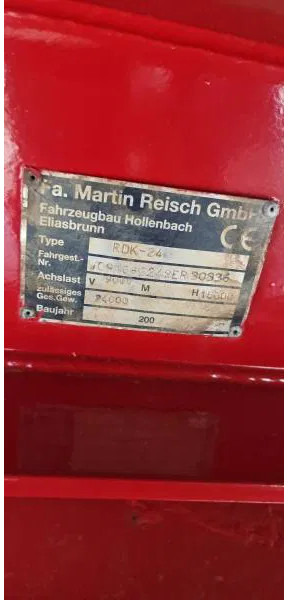 Fa. Martin Reisch GmbH
Fahrzeugbau Hollenbach
Eliasbrunn
CE
Type RDK-24
Fahrgest.-
Nr.
Achslast V 9000 M H
zulässiges
Ges.Gew. 24000
Baujahr 200